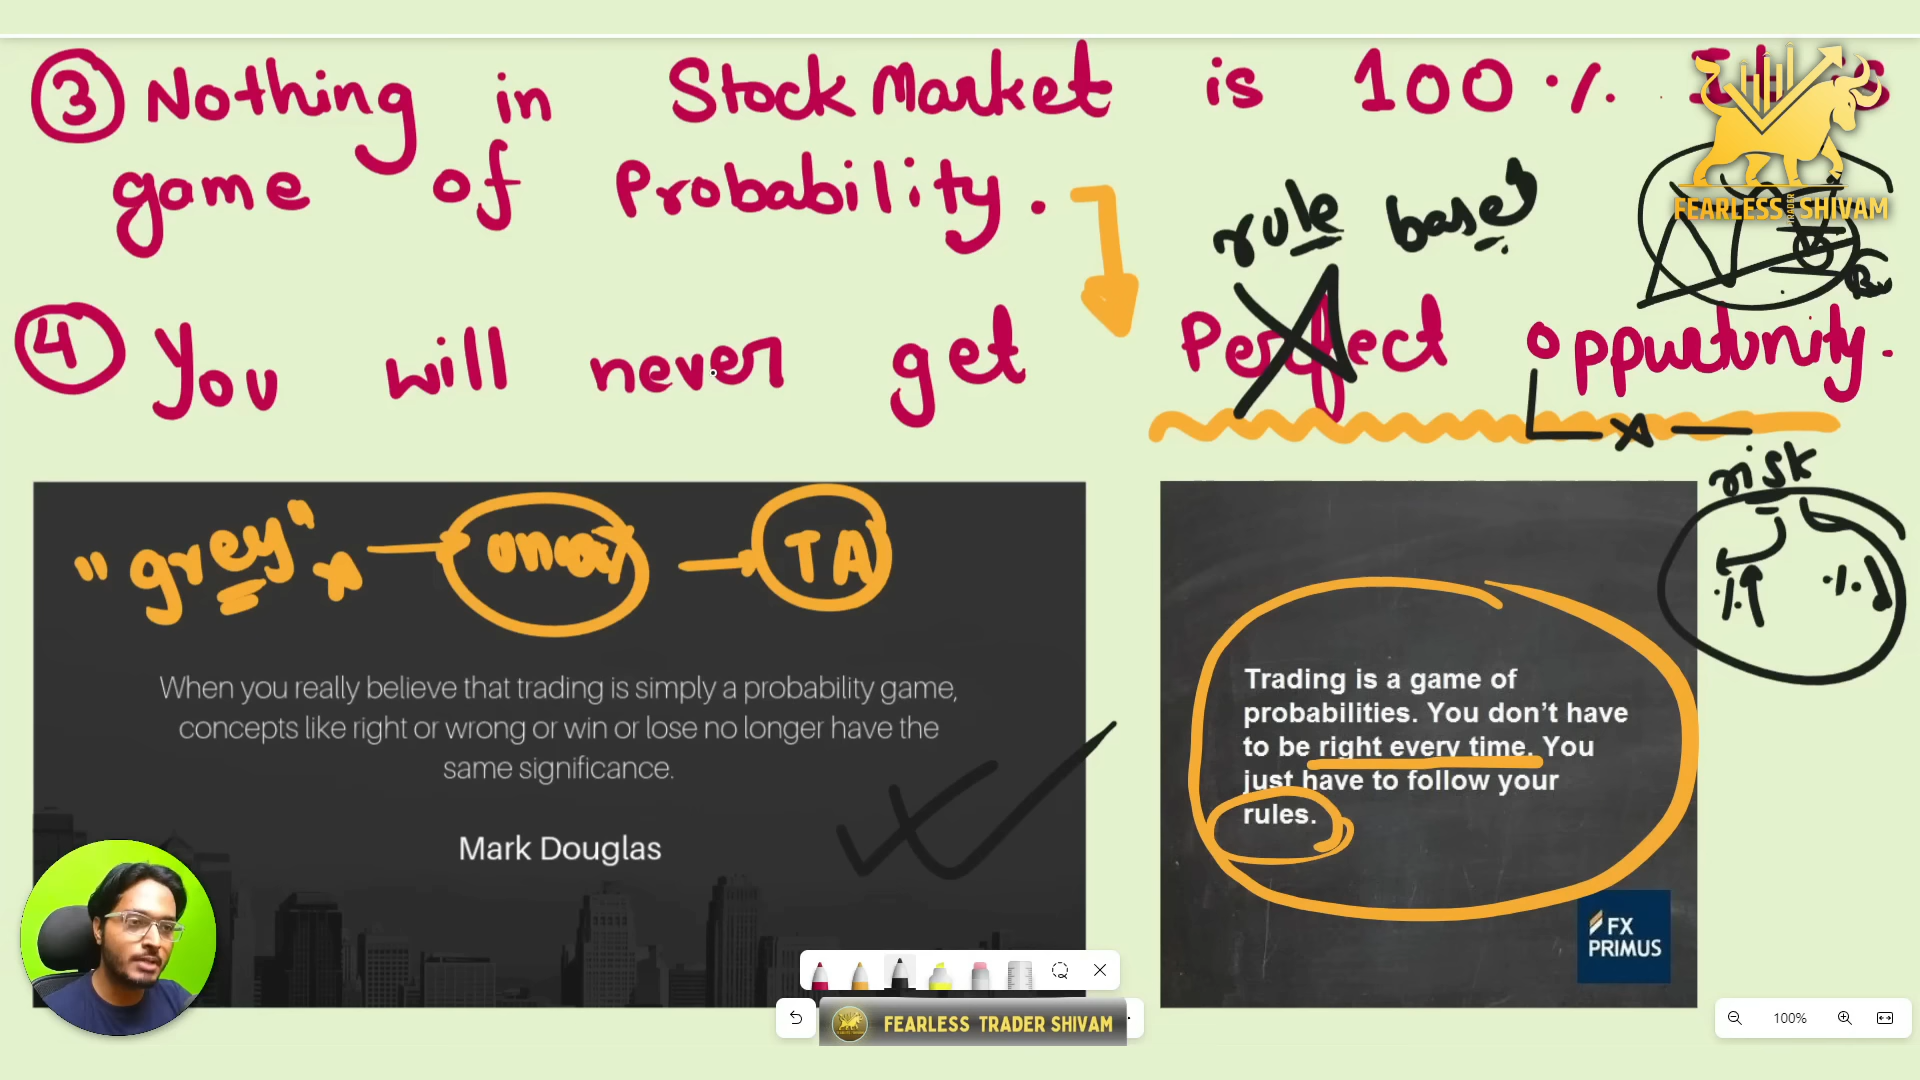 3 Nothing in Stock Market is 100 %. It is
game of Probability.
rule based
4 You will never get Perfect Oppurtunity.
risk
% %
"grey" TA
When you really believe that trading is simply a probability game,
concepts like right or wrong or win or lose no longer have the
same significance.
Mark Douglas
Trading is a game of
probabilities. You don’t have
to be right every time. You
just have to follow your
rules.
FX
PRIMUS
FEARLESS TRADER SHIVAM
FEARLESS TRADER SHIVAM
100%